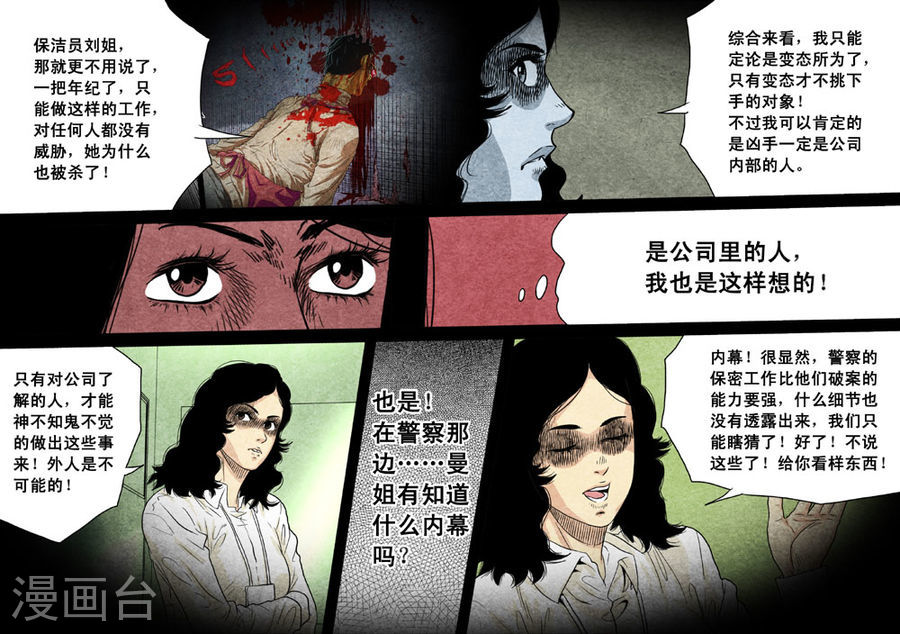 保洁员刘姐，
那就更不用说了，
一把年纪了，只
能做这样的工作，
对任何人都没有
威胁，她为什么
也被杀了！
综合来看，我只能
定论是变态所为了，
只有变态才不挑下
手的对象！
不过我可以肯定的
是凶手一定是公司
内部的人。
是公司里的人，
我也是这样想的！
只有对公司了
解的人，才能
神不知鬼不觉
的做出这些事
来！外人是不
可能的！
也是！
在警察那
边……曼
姐有知道
什么内幕
吗？
内幕！很显然，警察的
保密工作比他们破案的
能力要强，什么细节也
没有透露出来，我们只
能瞎猜了！好了！不说
这些了！给你看样东西！
漫画台